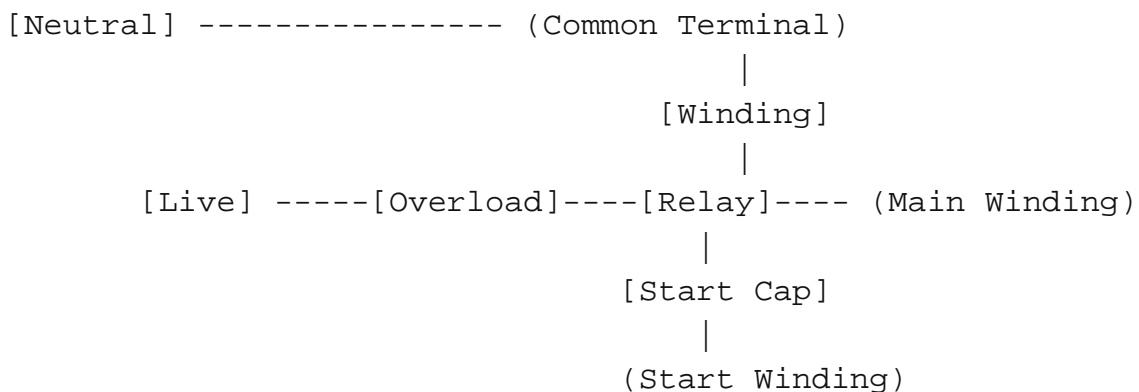 [Neutral] ---------------- (Common Terminal)
|
[Winding]
|
[Live] -----[Overload]----[Relay]---- (Main Winding)
|
[Start Cap]
|
(Start Winding)